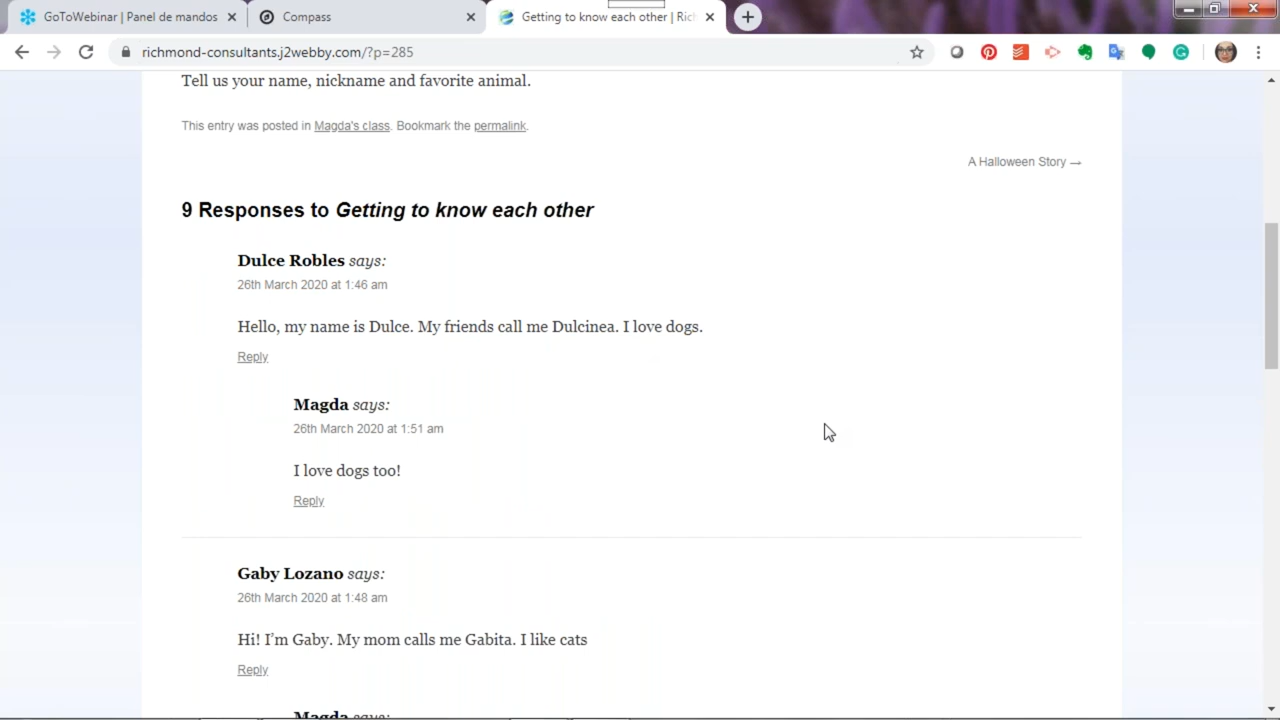 GoToWebinar | Panel de mandos
Compass
Getting to know each other | Ric
richmond-consultants.j2webby.com/?p=285
Tell us your name, nickname and favorite animal.
This entry was posted in Magda's class. Bookmark the permalink.
A Halloween Story →
9 Responses to Getting to know each other
Dulce Robles says:
26th March 2020 at 1:46 am
Hello, my name is Dulce. My friends call me Dulcinea. I love dogs.
Reply
Magda says:
26th March 2020 at 1:51 am
I love dogs too!
Reply
Gaby Lozano says:
26th March 2020 at 1:48 am
Hi! I'm Gaby. My mom calls me Gabita. I like cats
Reply
Magda says: